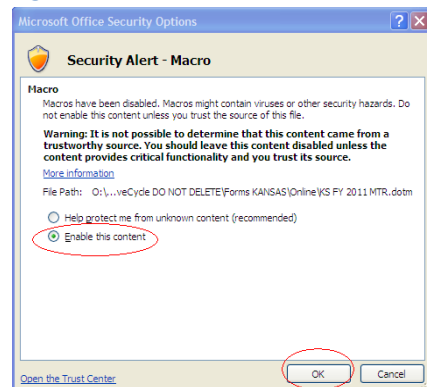 Microsoft Office Security Options
Security Alert - Macro
Macro
Macros have been disabled. Macros might contain viruses or other security hazards. Do
not enable this content unless you trust the source of this file.
Warning: It is not possible to determine that this content came from a
trustworthy source. You should leave this content disabled unless the
content provides critical functionality and you trust its source.
More information
File Path: O:\...veCycle DO NOT DELETE\Forms KANSAS\Online\KS FY 2011 MTR.dotm
Help protect me from unknown content (recommended)
Enable this content
Open the Trust Center
OK
Cancel